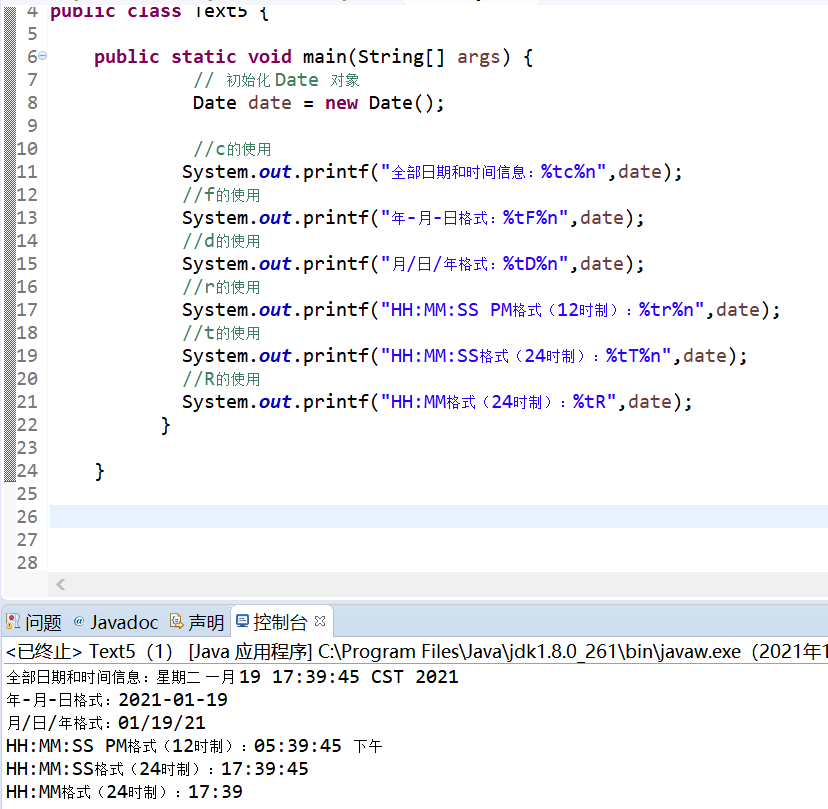 4 public class Text5 {
5
6 public static void main(String[] args) {
7 // 初始化 Date 对象
8 Date date = new Date();
9
10 //c的使用
11 System.out.printf("全部日期和时间信息：%tc%n",date);
12 //f的使用
13 System.out.printf("年-月-日格式：%tF%n",date);
14 //d的使用
15 System.out.printf("月/日/年格式：%tD%n",date);
16 //r的使用
17 System.out.printf("HH:MM:SS PM格式（12时制）：%tr%n",date);
18 //t的使用
19 System.out.printf("HH:MM:SS格式（24时制）：%tT%n",date);
20 //R的使用
21 System.out.printf("HH:MM格式（24时制）：%tR",date);
22 }
23
24 }
25
26
27
28
问题 @ Javadoc 声明 控制台
<已终止> Text5（1） [Java 应用程序] C:\Program Files\Java\jdk1.8.0_261\bin\javaw.exe（2021年1
全部日期和时间信息：星期二 一月 19 17:39:45 CST 2021
年-月-日格式：2021-01-19
月/日/年格式：01/19/21
HH:MM:SS PM格式（12时制）：05:39:45 下午
HH:MM:SS格式（24时制）：17:39:45
HH:MM格式（24时制）：17:39